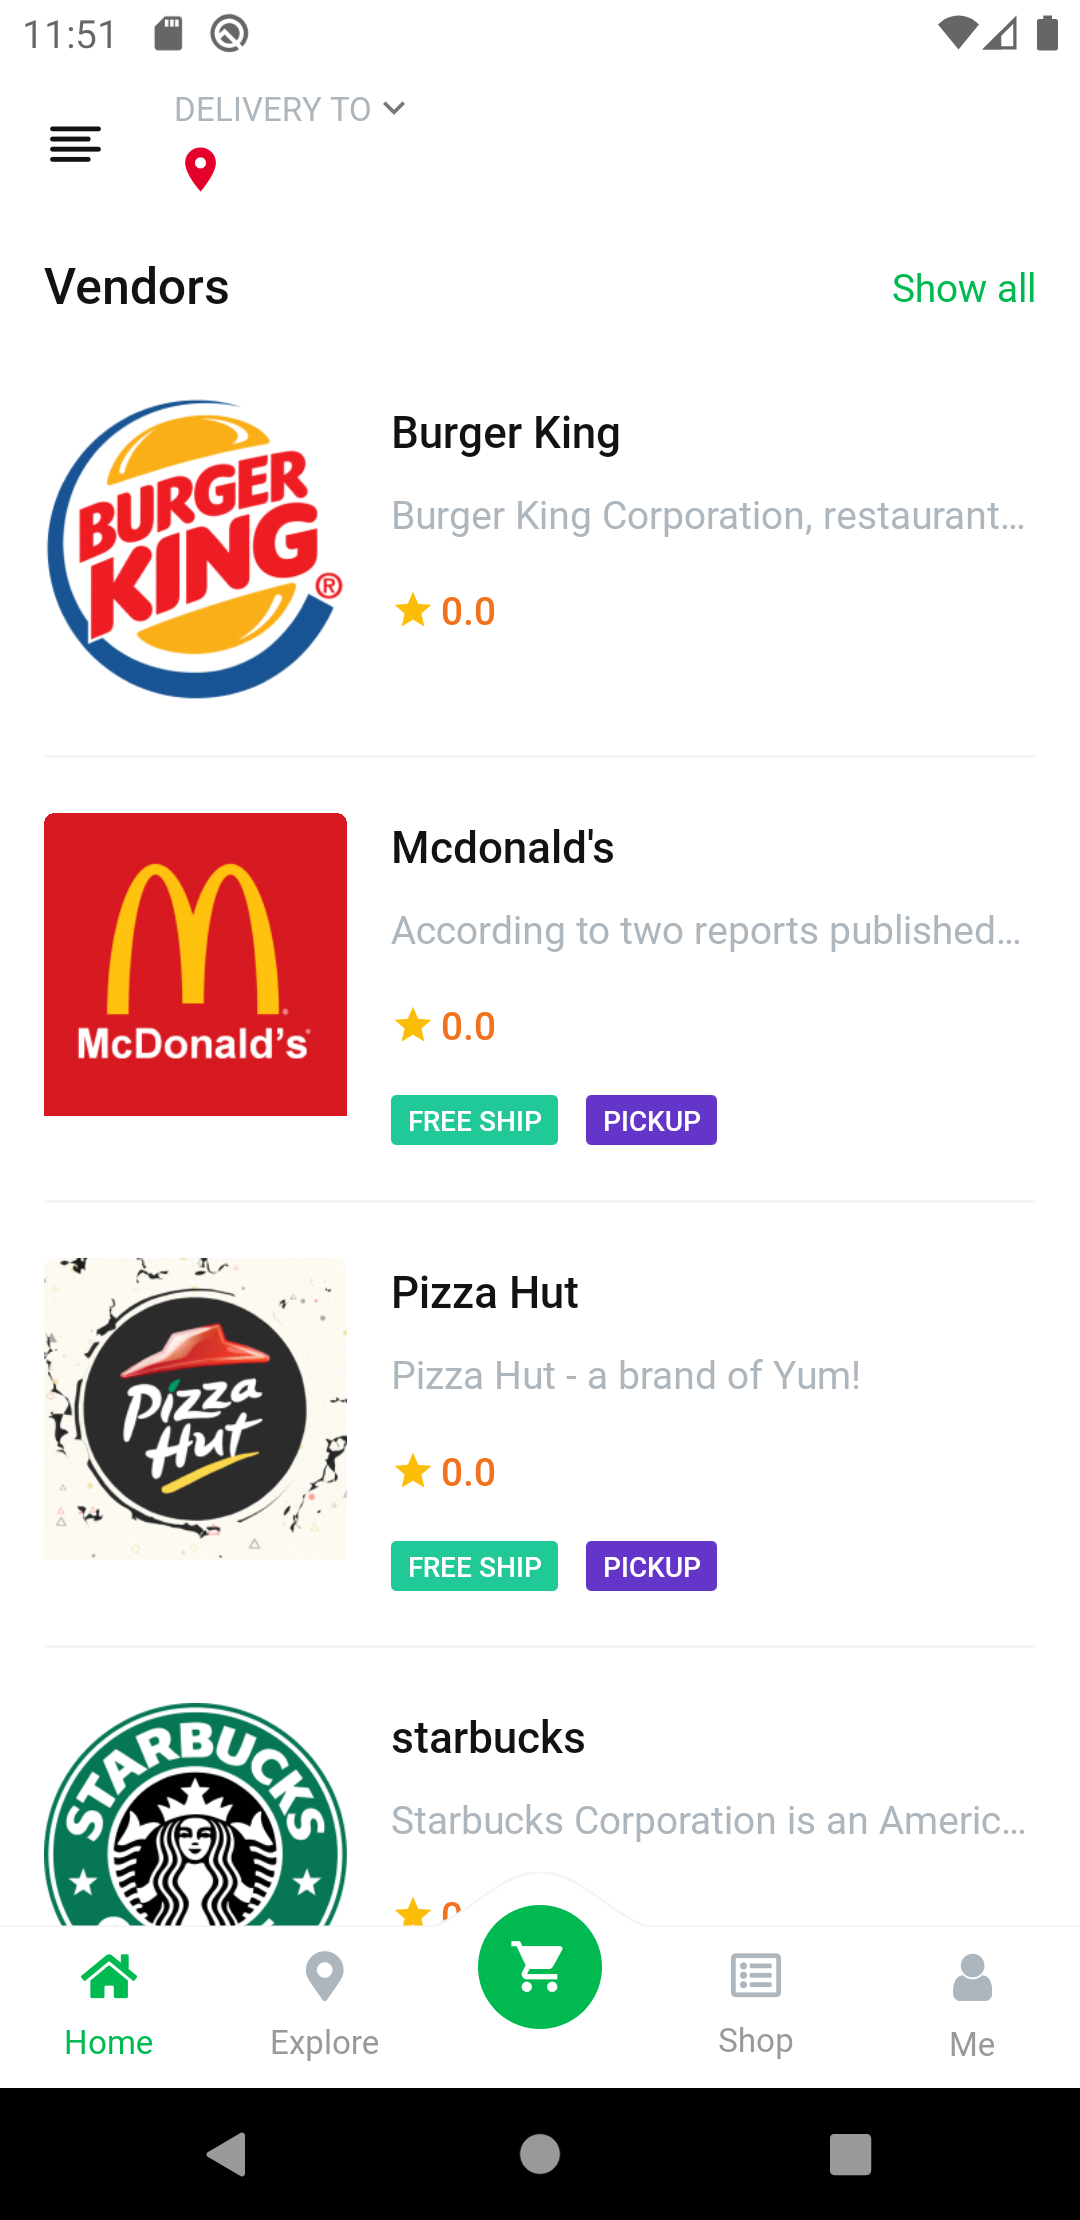 11:51
DELIVERY TO
Vendors
Show all
BURGER
KING
®
Burger King
Burger King Corporation, restaurant...
0.0
McDonald's
Mcdonald's
According to two reports published...
0.0
FREE SHIP
PICKUP
Pizza
Hut
Pizza Hut
Pizza Hut - a brand of Yum!
0.0
FREE SHIP
PICKUP
STARBUCKS
starbucks
Starbucks Corporation is an Americ...
Home
Explore
Shop
Me